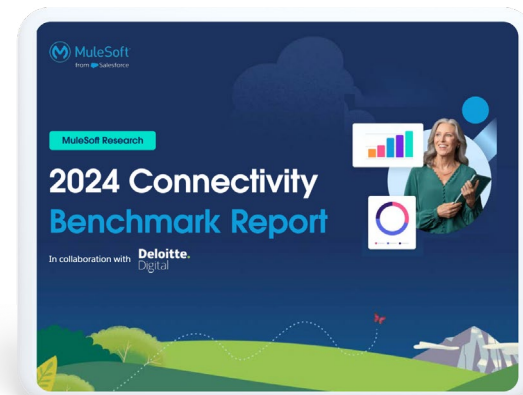 MuleSoft
from Salesforce
MuleSoft Research
2024 Connectivity
Benchmark Report
In collaboration with Deloitte.
Digital